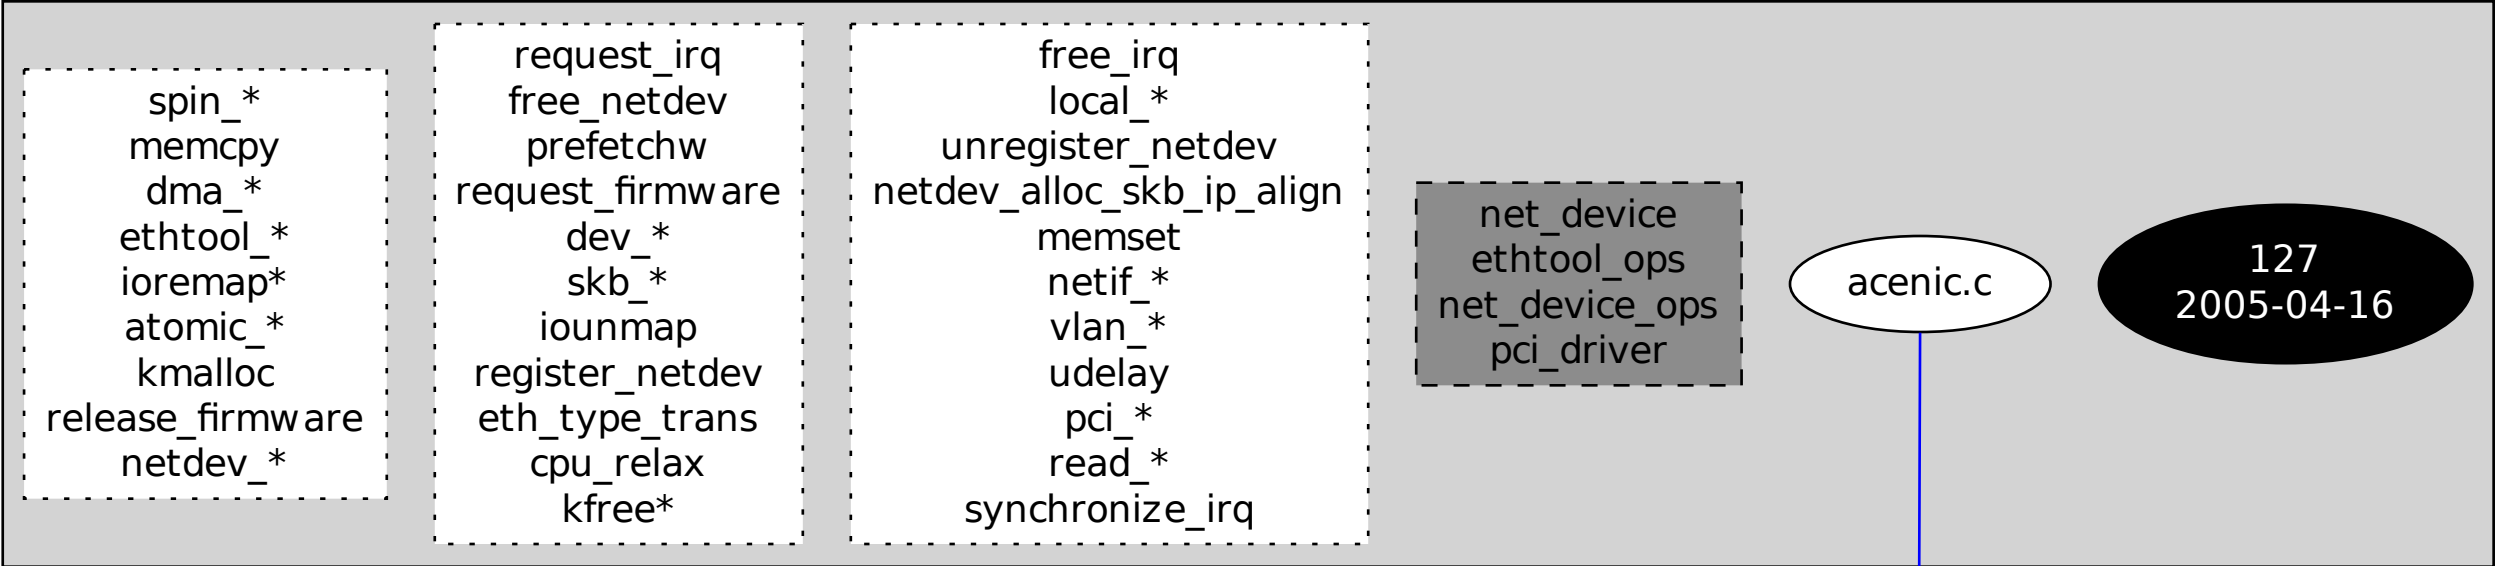 spin_*
memcpy
dma_*
ethtool_*
ioremap*
atomic_*
kmalloc
release_firmware
netdev_*
request_irq
free_netdev
prefetchw
request_firmware
dev_*
skb_*
iounmap
register_netdev
eth_type_trans
cpu_relax
kfree*
free_irq
local_*
unregister_netdev
netdev_alloc_skb_ip_align
memset
netif_*
vlan_*
udelay
pci_*
read_*
synchronize_irq
net_device
ethtool_ops
net_device_ops
pci_driver
acenic.c
127
2005-04-16